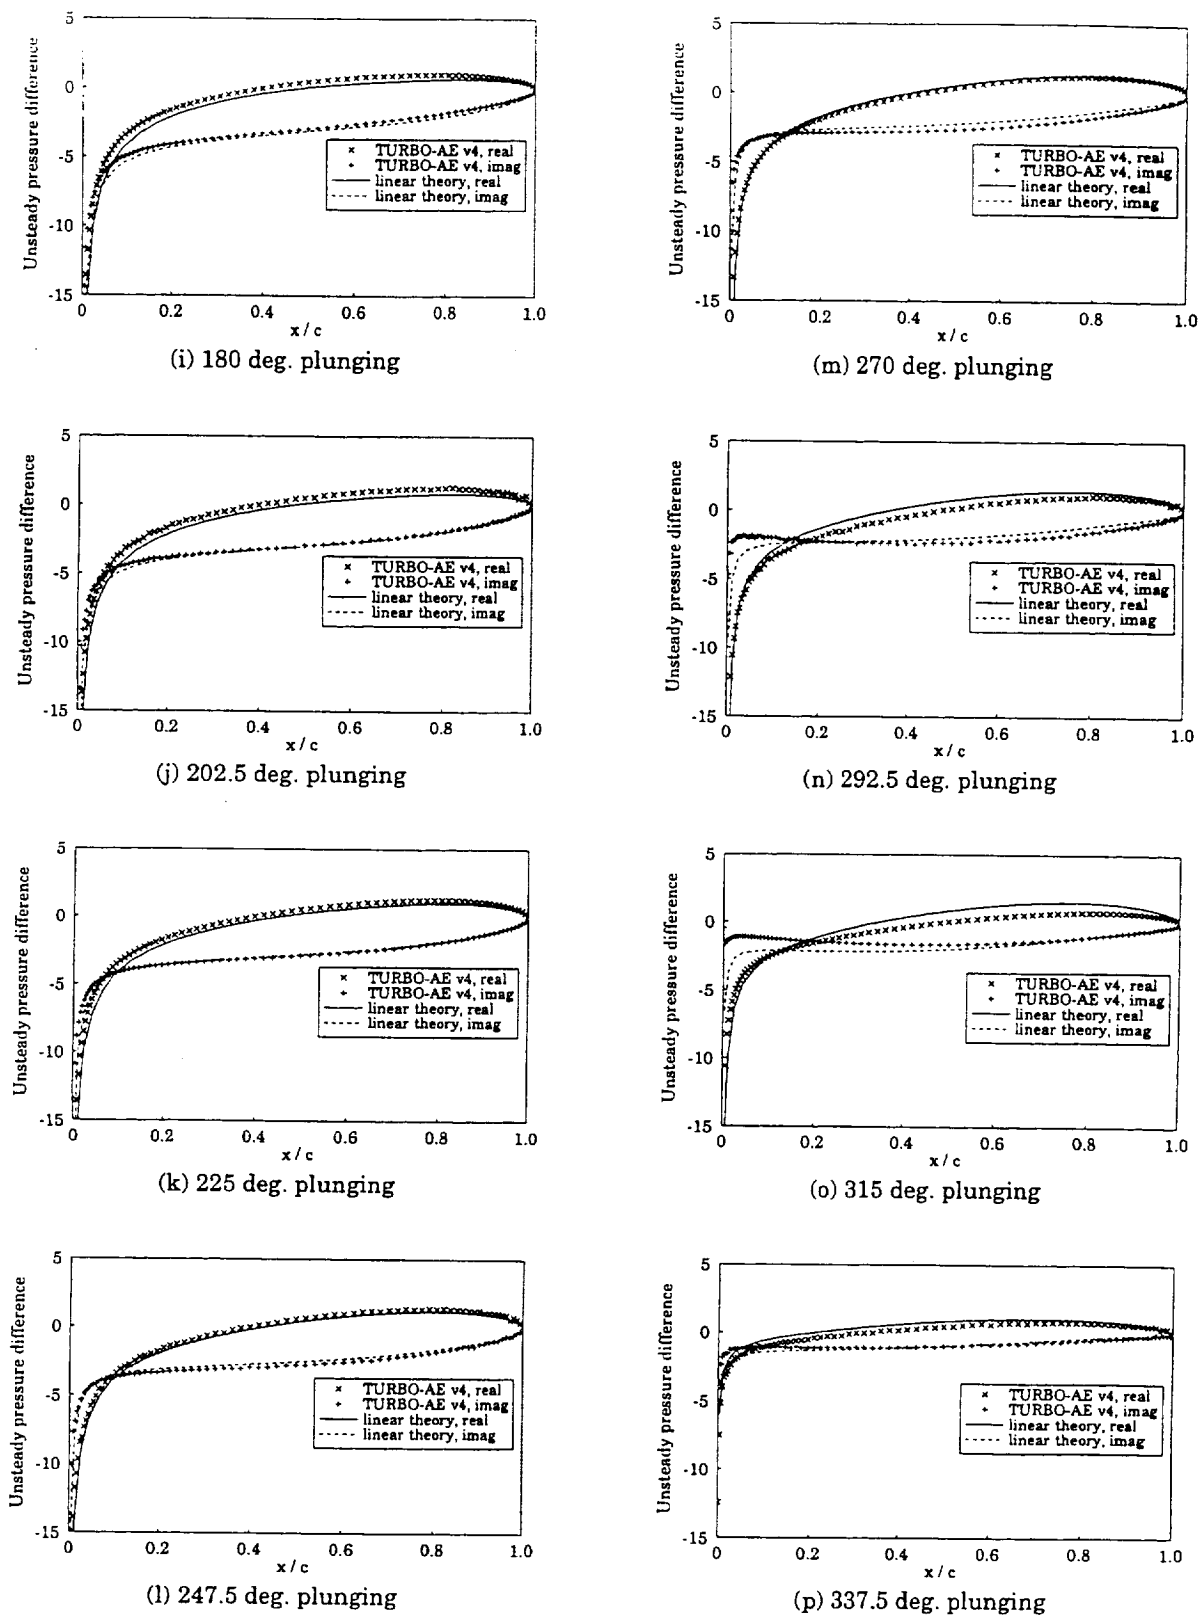 Unsteady pressure difference
5
0
-5
-10
-15
TURBO-AE v4, real
TURBO-AE v4, imag
linear theory, real
linear theory, imag
0 0.2 0.4 0.6 0.8 1.0
x / c
(i) 180 deg. plunging
Unsteady pressure difference
5
0
-5
-10
-15
TURBO-AE v4, real
TURBO-AE v4, imag
linear theory, real
linear theory, imag
0 0.2 0.4 0.6 0.8 1.0
x / c
(m) 270 deg. plunging
Unsteady pressure difference
5
0
-5
-10
-15
TURBO-AE v4, real
TURBO-AE v4, imag
linear theory, real
linear theory, imag
0 0.2 0.4 0.6 0.8 1.0
x / c
(j) 202.5 deg. plunging
Unsteady pressure difference
5
0
-5
-10
-15
TURBO-AE v4, real
TURBO-AE v4, imag
linear theory, real
linear theory, imag
0 0.2 0.4 0.6 0.8 1.0
x / c
(n) 292.5 deg. plunging
Unsteady pressure difference
5
0
-5
-10
-15
TURBO-AE v4, real
TURBO-AE v4, imag
linear theory, real
linear theory, imag
0 0.2 0.4 0.6 0.8 1.0
x / c
(k) 225 deg. plunging
Unsteady pressure difference
5
0
-5
-10
-15
TURBO-AE v4, real
TURBO-AE v4, imag
linear theory, real
linear theory, imag
0 0.2 0.4 0.6 0.8 1.0
x / c
(o) 315 deg. plunging
Unsteady pressure difference
5
0
-5
-10
-15
TURBO-AE v4, real
TURBO-AE v4, imag
linear theory, real
linear theory, imag
0 0.2 0.4 0.6 0.8 1.0
x / c
(l) 247.5 deg. plunging
Unsteady pressure difference
5
0
-5
-10
-15
TURBO-AE v4, real
TURBO-AE v4, imag
linear theory, real
linear theory, imag
0 0.2 0.4 0.6 0.8 1.0
x / c
(p) 337.5 deg. plunging